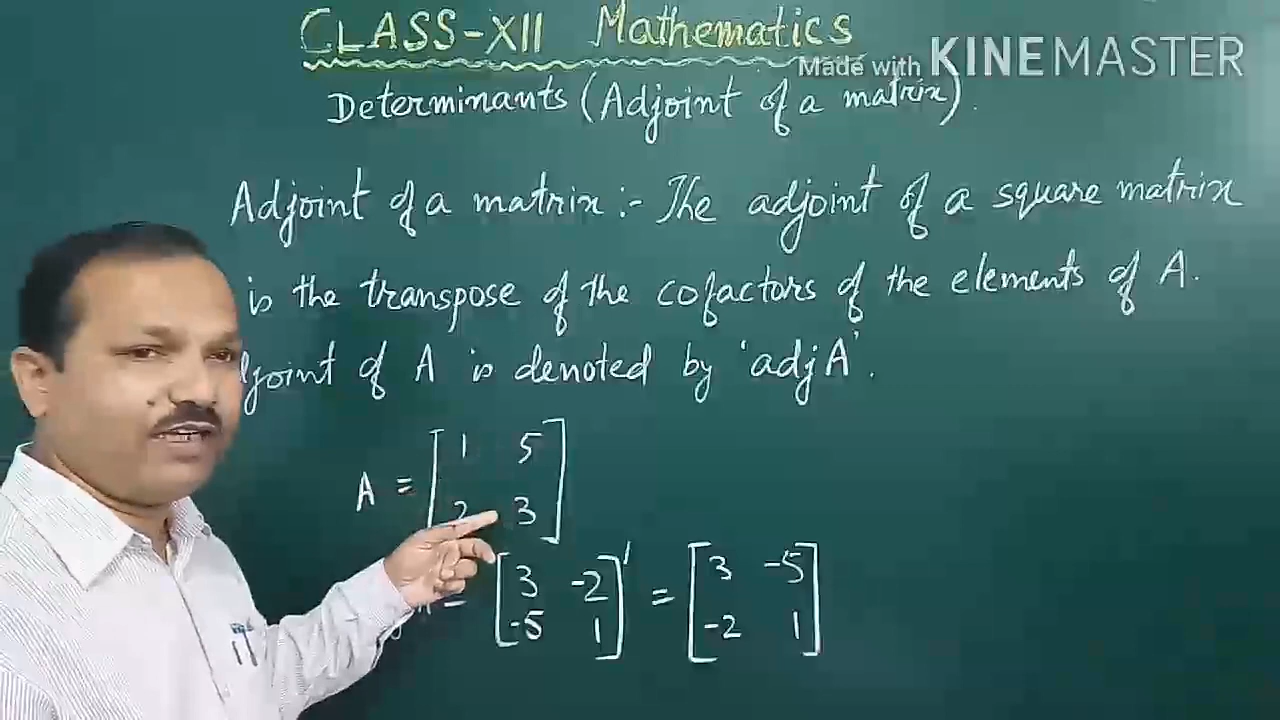 CLASS-XII Mathematics
Made with KINEMASTER
Determinants (Adjoint of a matrix).
Adjoint of a matrix :- The adjoint of a square matrix
is the transpose of the cofactors of the elements of A.
of A is denoted by 'adj A'.
A = [1 5
2 3]
= [3 -2
-5 1]' = [3 -5
-2 1]